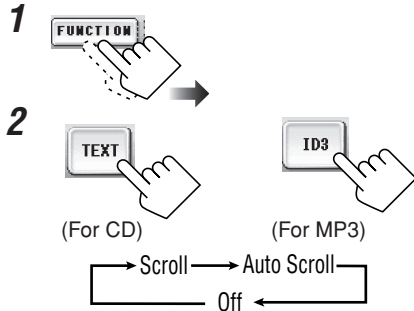 1
FUNCTION
2
TEXT ID3
(For CD) (For MP3)
Scroll Auto Scroll
Off